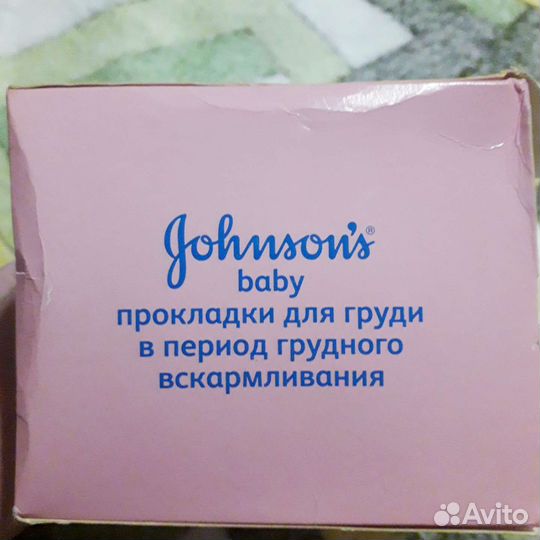 Johnson's®
baby
прокладки для груди
в период грудного
вскармливания
Avito